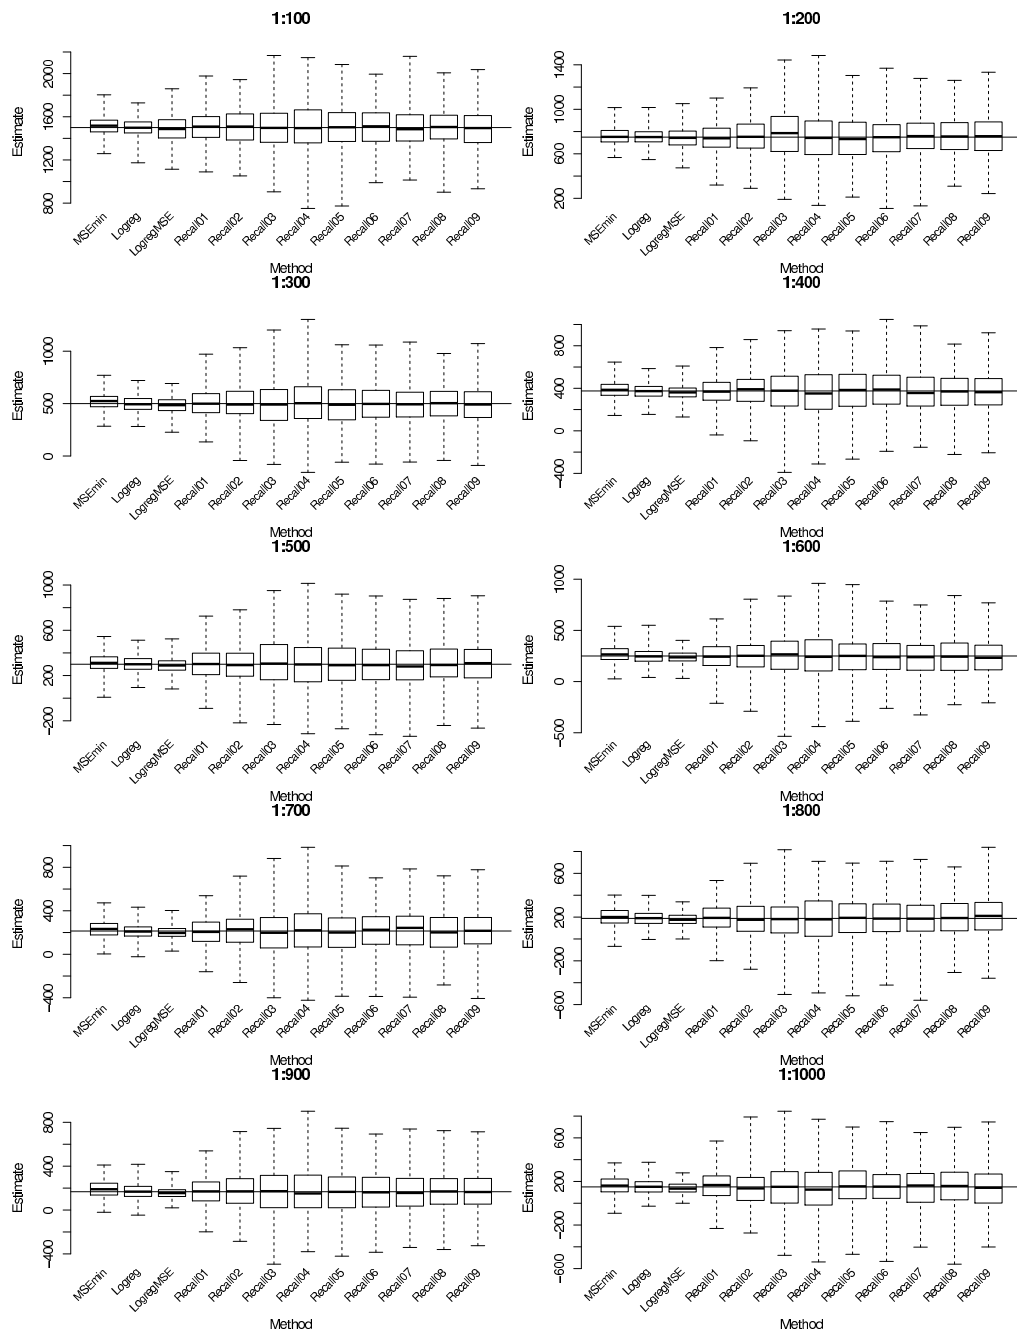 1:100
Estimate
800 1200 1600 2000
MSEmin Logreg LogregMSE Recall01 Recall02 Recall03 Recall04 Recall05 Recall06 Recall07 Recall08 Recall09
Method
1:200
Estimate
200 600 1000 1400
MSEmin Logreg LogregMSE Recall01 Recall02 Recall03 Recall04 Recall05 Recall06 Recall07 Recall08 Recall09
Method
1:300
Estimate
0 500 1000
MSEmin Logreg LogregMSE Recall01 Recall02 Recall03 Recall04 Recall05 Recall06 Recall07 Recall08 Recall09
Method
1:400
Estimate
−400 0 400 800
MSEmin Logreg LogregMSE Recall01 Recall02 Recall03 Recall04 Recall05 Recall06 Recall07 Recall08 Recall09
Method
1:500
Estimate
−200 200 600 1000
MSEmin Logreg LogregMSE Recall01 Recall02 Recall03 Recall04 Recall05 Recall06 Recall07 Recall08 Recall09
Method
1:600
Estimate
−500 0 500 1000
MSEmin Logreg LogregMSE Recall01 Recall02 Recall03 Recall04 Recall05 Recall06 Recall07 Recall08 Recall09
Method
1:700
Estimate
−400 0 400 800
MSEmin Logreg LogregMSE Recall01 Recall02 Recall03 Recall04 Recall05 Recall06 Recall07 Recall08 Recall09
Method
1:800
Estimate
−600 −200 200 600
MSEmin Logreg LogregMSE Recall01 Recall02 Recall03 Recall04 Recall05 Recall06 Recall07 Recall08 Recall09
Method
1:900
Estimate
−400 0 400 800
MSEmin Logreg LogregMSE Recall01 Recall02 Recall03 Recall04 Recall05 Recall06 Recall07 Recall08 Recall09
Method
1:1000
Estimate
−600 −200 200 600
MSEmin Logreg LogregMSE Recall01 Recall02 Recall03 Recall04 Recall05 Recall06 Recall07 Recall08 Recall09
Method